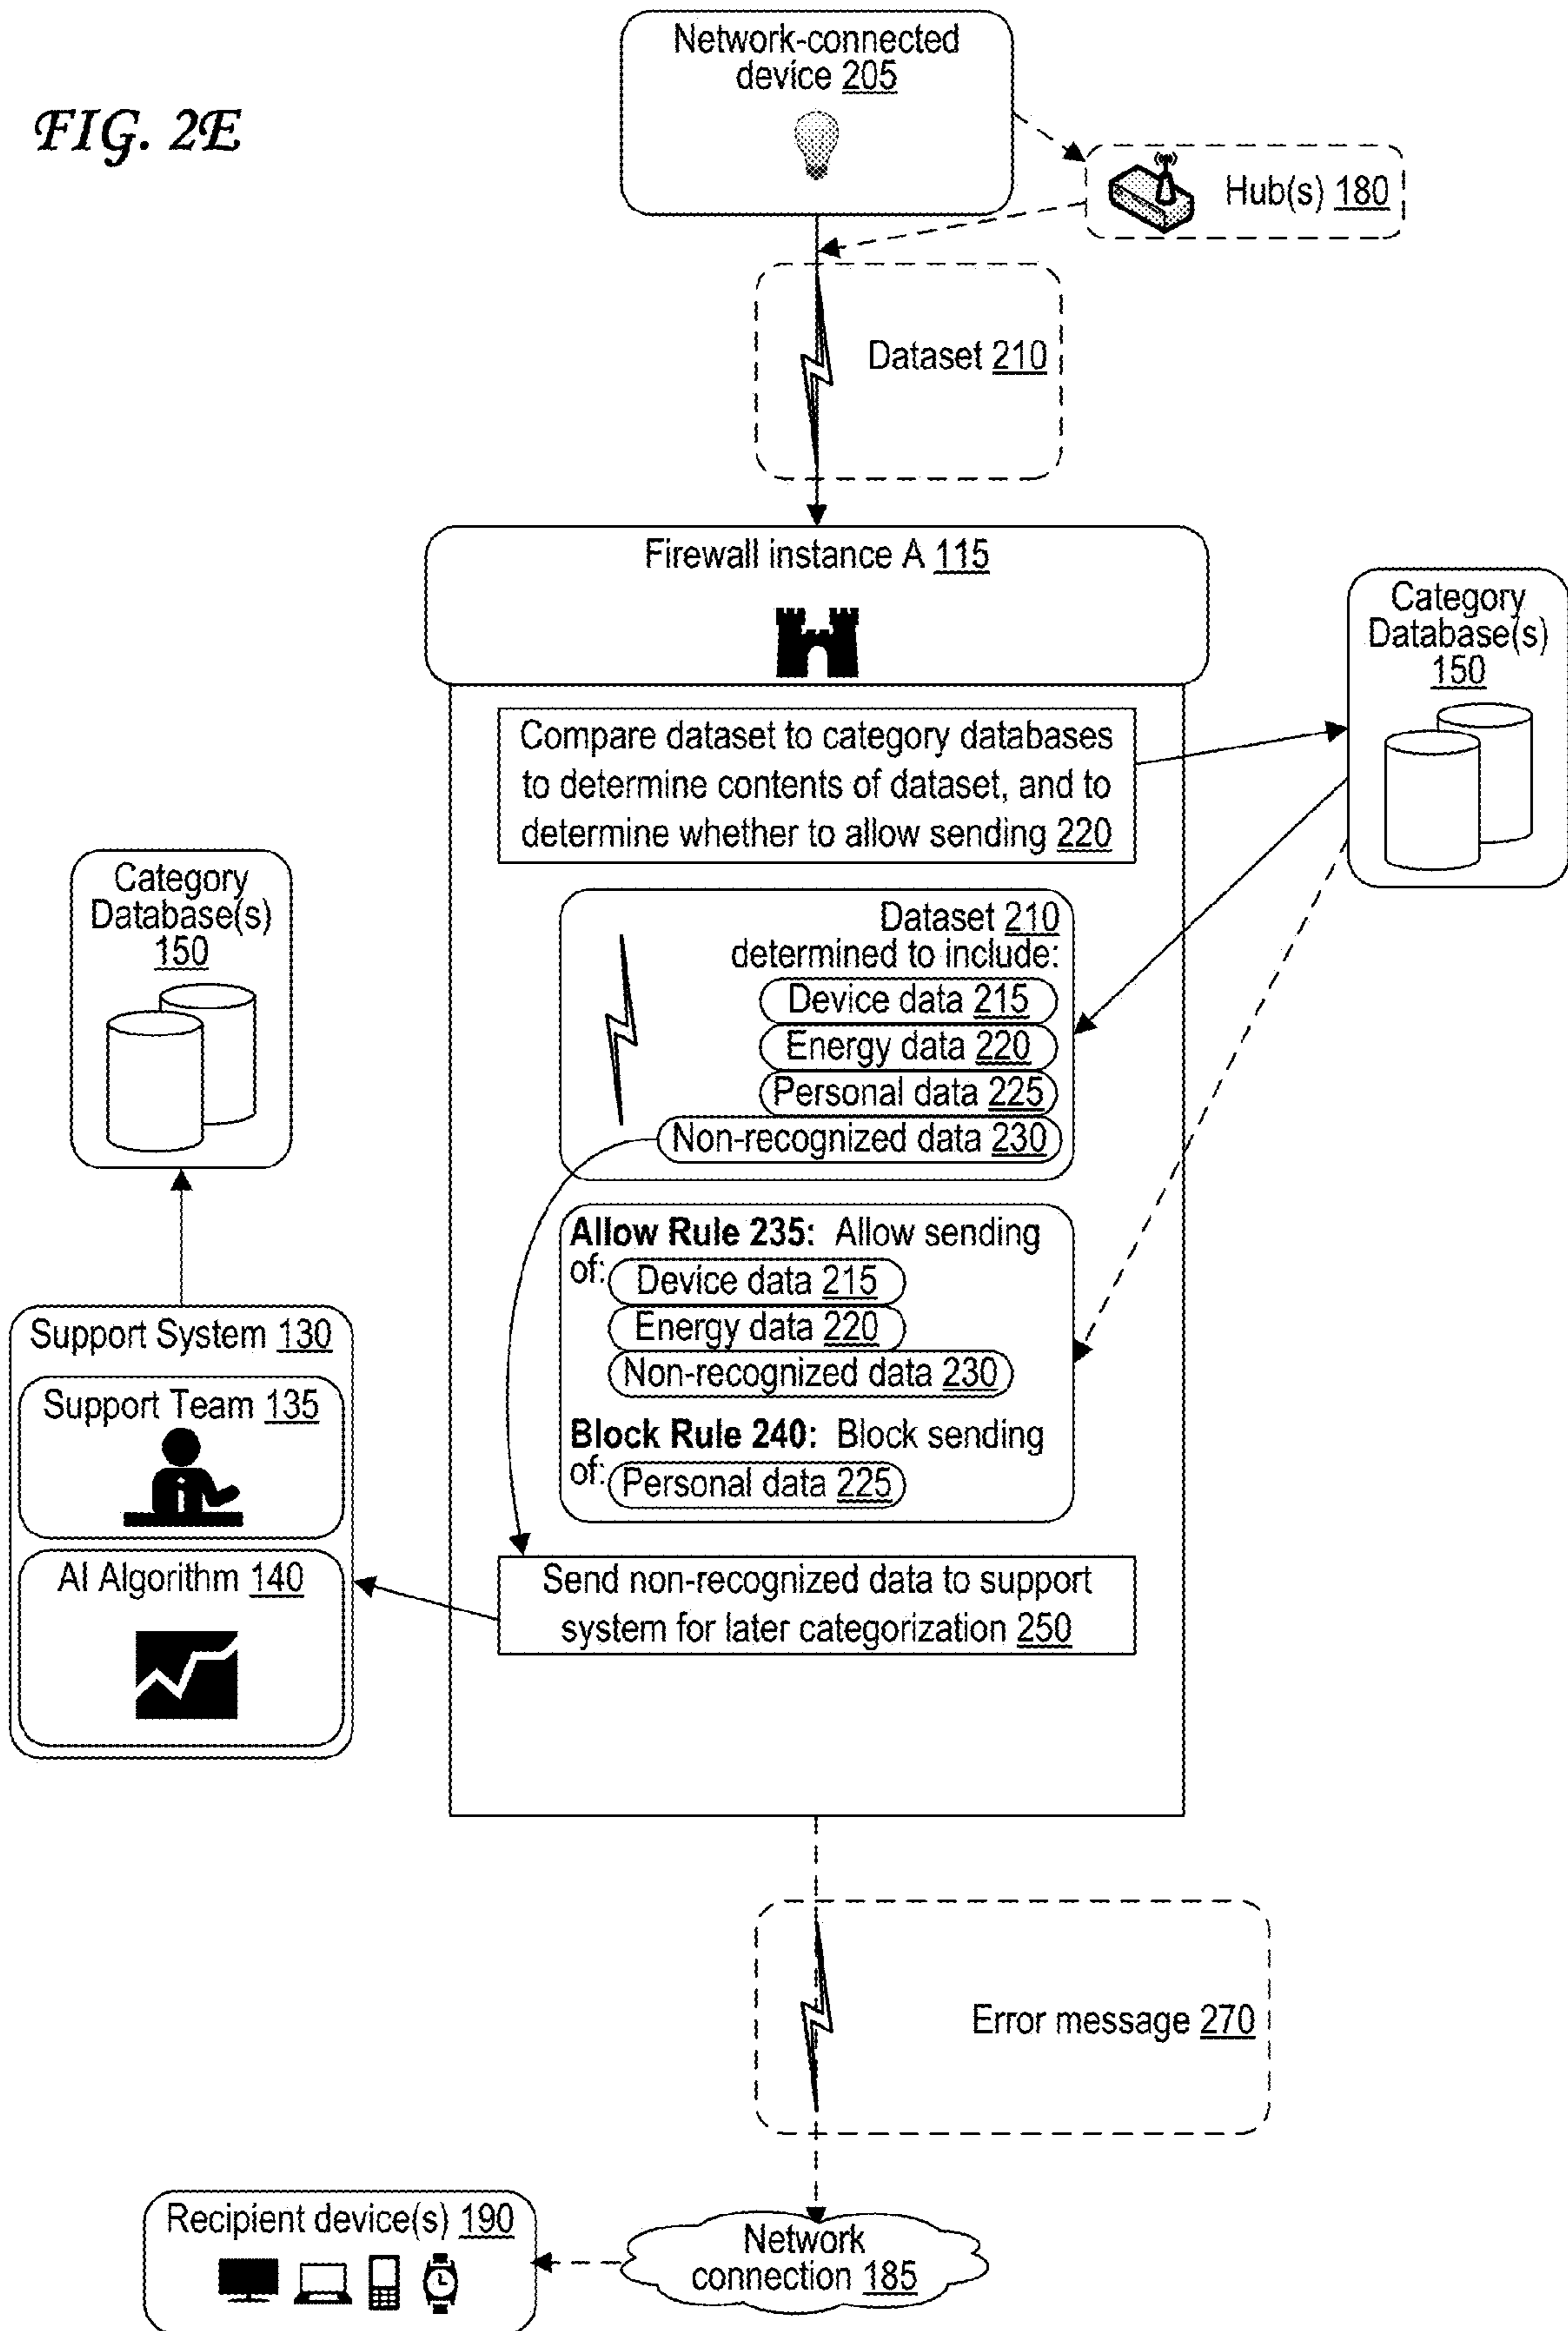 FIG. 2E
Network-connected
device 205
Hub(s) 180
Dataset 210
Firewall instance A 115
Category
Database(s)
150
Compare dataset to category databases
to determine contents of dataset, and to
determine whether to allow sending 220
Category
Database(s)
150
Dataset 210
determined to include:
Device data 215
Energy data 220
Personal data 225
Non-recognized data 230
Allow Rule 235: Allow sending
of: Device data 215
Energy data 220
Non-recognized data 230
Block Rule 240: Block sending
of: Personal data 225
Support System 130
Support Team 135
AI Algorithm 140
Send non-recognized data to support
system for later categorization 250
Error message 270
Recipient device(s) 190
Network
connection 185